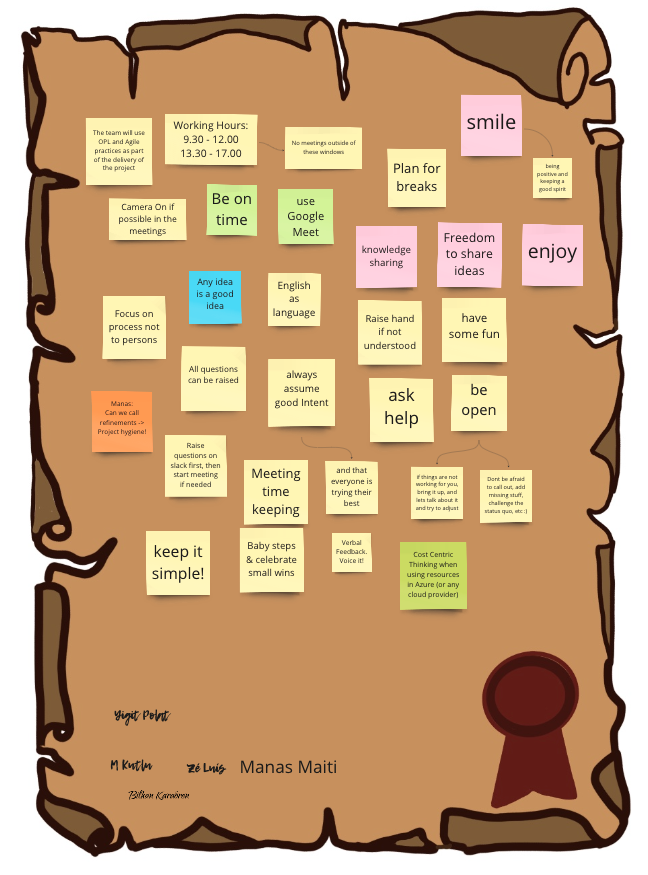 The team will use
OPL and Agile
practices as part
of the delivery of
the project
Working Hours:
9.30 - 12.00
13.30 - 17.00
No meetings outside of
these windows
smile
being
positive and
keeping a
good spirit
Plan for
breaks
Camera On if
possible in the
meetings
Be on
time
use
Google
Meet
knowledge
sharing
Freedom
to share
ideas
enjoy
Any idea
is a good
idea
English
as
language
Focus on
process not
to persons
Raise hand
if not
understood
have
some fun
All questions
can be raised
always
assume
good Intent
ask
help
be
open
Manas:
Can we call
refinements ->
Project hygiene!
Raise
questions on
slack first, then
start meeting
if needed
Meeting
time
keeping
and that
everyone is
trying their
best
If things are not
working for you,
bring it up, and
lets talk about it
and try to adjust
Dont be afraid
to call out, add
missing stuff,
challenge the
status quo, etc :)
keep it
simple!
Baby steps
& celebrate
small wins
Verbal
Feedback.
Voice it!
Cost Centric
Thinking when
using resources
in Azure (or any
cloud provider)
Yigit Polat
M Kutlu
Zé Luis
Manas Maiti